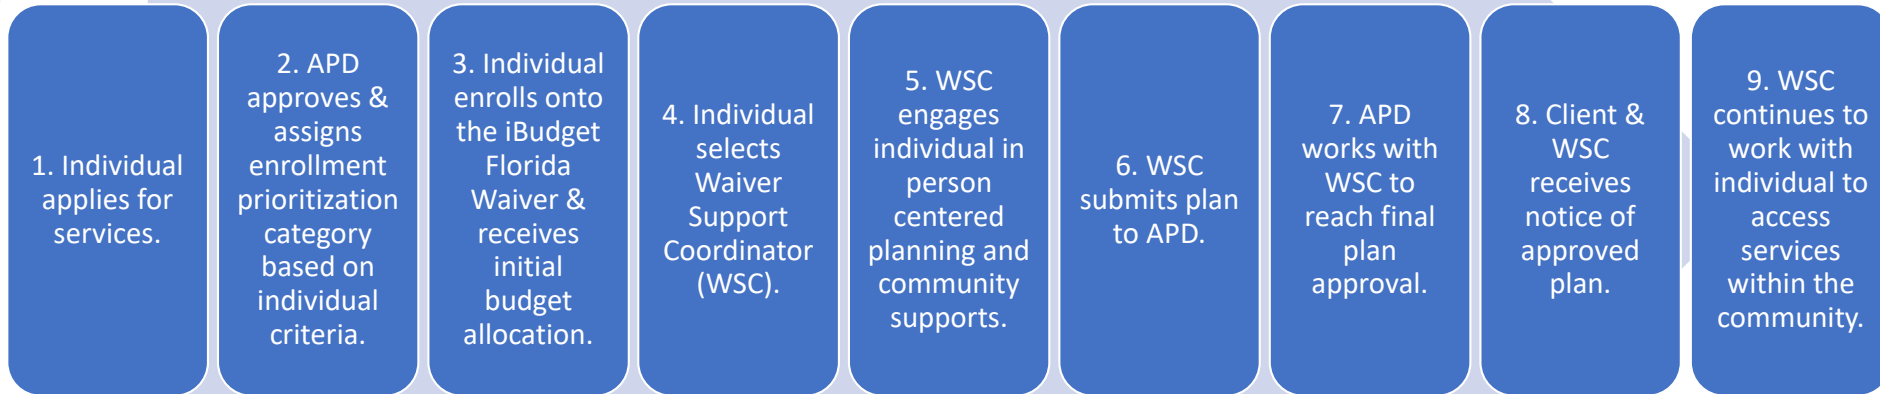 1. Individual
applies for
services.
2. APD
approves &
assigns
enrollment
prioritization
category
based on
individual
criteria.
3. Individual
enrolls onto
the iBudget
Florida
Waiver &
receives
initial
budget
allocation.
4. Individual
selects
Waiver
Support
Coordinator
(WSC).
5. WSC
engages
individual in
person
centered
planning and
community
supports.
6. WSC
submits plan
to APD.
7. APD
works with
WSC to
reach final
plan
approval.
8. Client &
WSC
receives
notice of
approved
plan.
9. WSC
continues to
work with
individual to
access
services
within the
community.